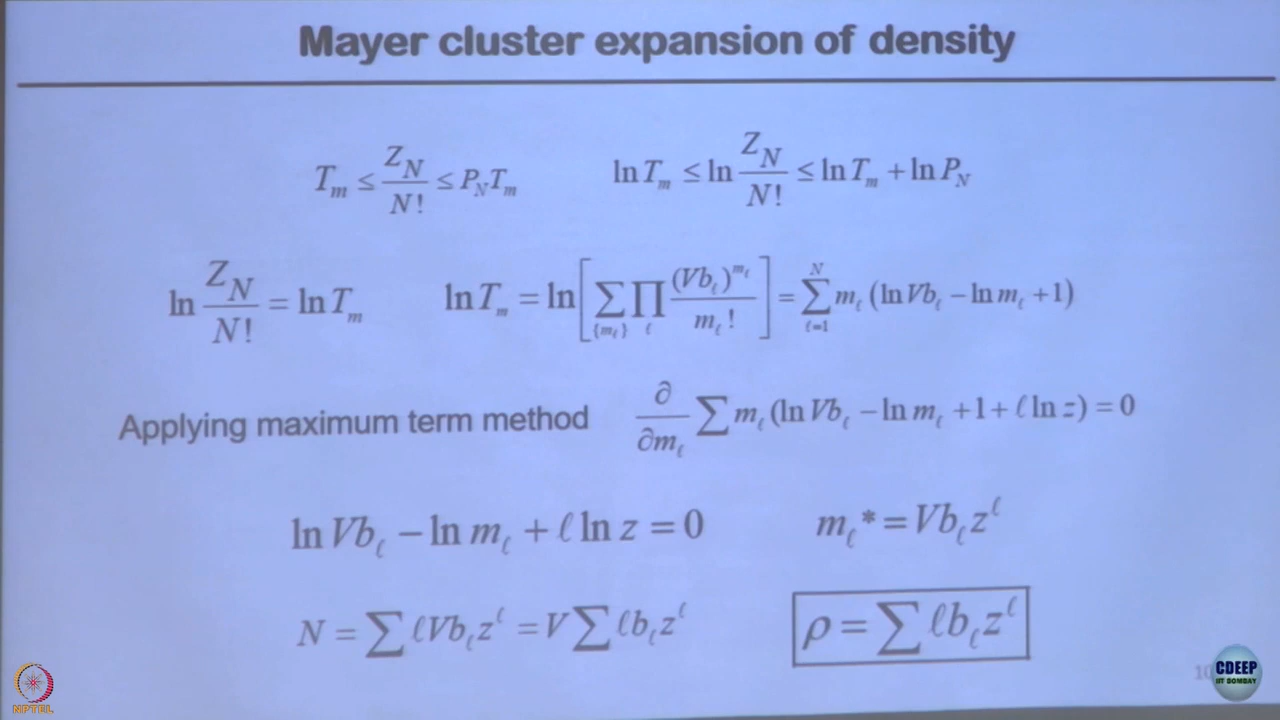 Mayer cluster expansion of density
T_m ≤ Z_N / N! ≤ P_N T_m    ln T_m ≤ ln Z_N / N! ≤ ln T_m + ln P_N
ln Z_N / N! = ln T_m    ln T_m = ln [ ∑_{\{m_ℓ\}} ∏_ℓ (Vb_ℓ)^{m_ℓ} / m_ℓ ! ] = ∑_{ℓ=1}^{N} m_ℓ (ln Vb_ℓ − ln m_ℓ + 1)
Applying maximum term method    ∂/∂m_ℓ ∑ m_ℓ (ln Vb_ℓ − ln m_ℓ + 1 + ℓ ln z) = 0
ln Vb_ℓ − ln m_ℓ + ℓ ln z = 0    m_ℓ* = Vb_ℓ z^ℓ
N = ∑ ℓVb_ℓ z^ℓ = V ∑ ℓb_ℓ z^ℓ    ρ = ∑ ℓb_ℓ z^ℓ
NPTEL
CDEEP
IIT BOMBAY